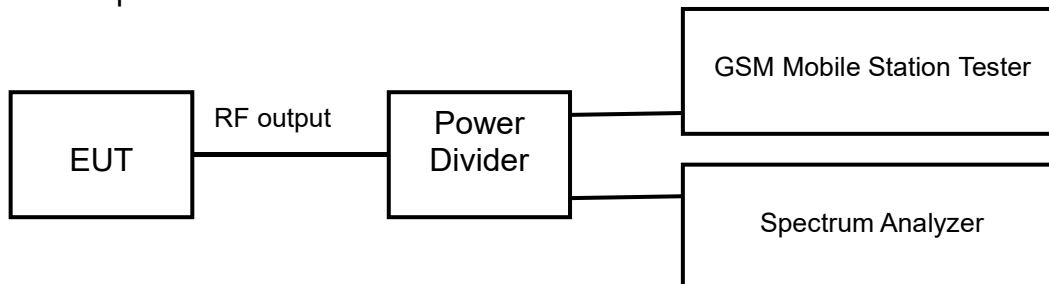 GSM Mobile Station Tester
RF output
EUT
Power
Divider
Spectrum Analyzer